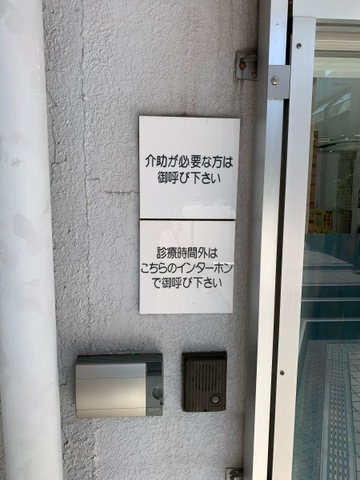 介助が必要な方は
御呼び下さい
診療時間外は
こちらのインターホン
で御呼び下さい